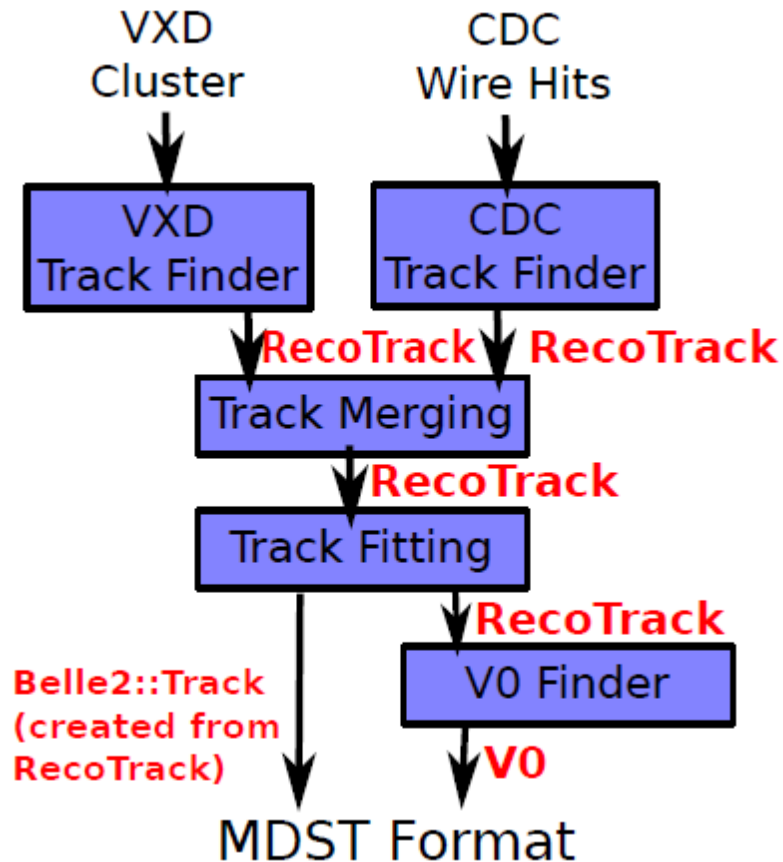 VXD
Cluster
CDC
Wire Hits
VXD
Track Finder
CDC
Track Finder
RecoTrack
RecoTrack
Track Merging
RecoTrack
Track Fitting
RecoTrack
Belle2::Track
(created from
RecoTrack)
V0 Finder
V0
MDST Format